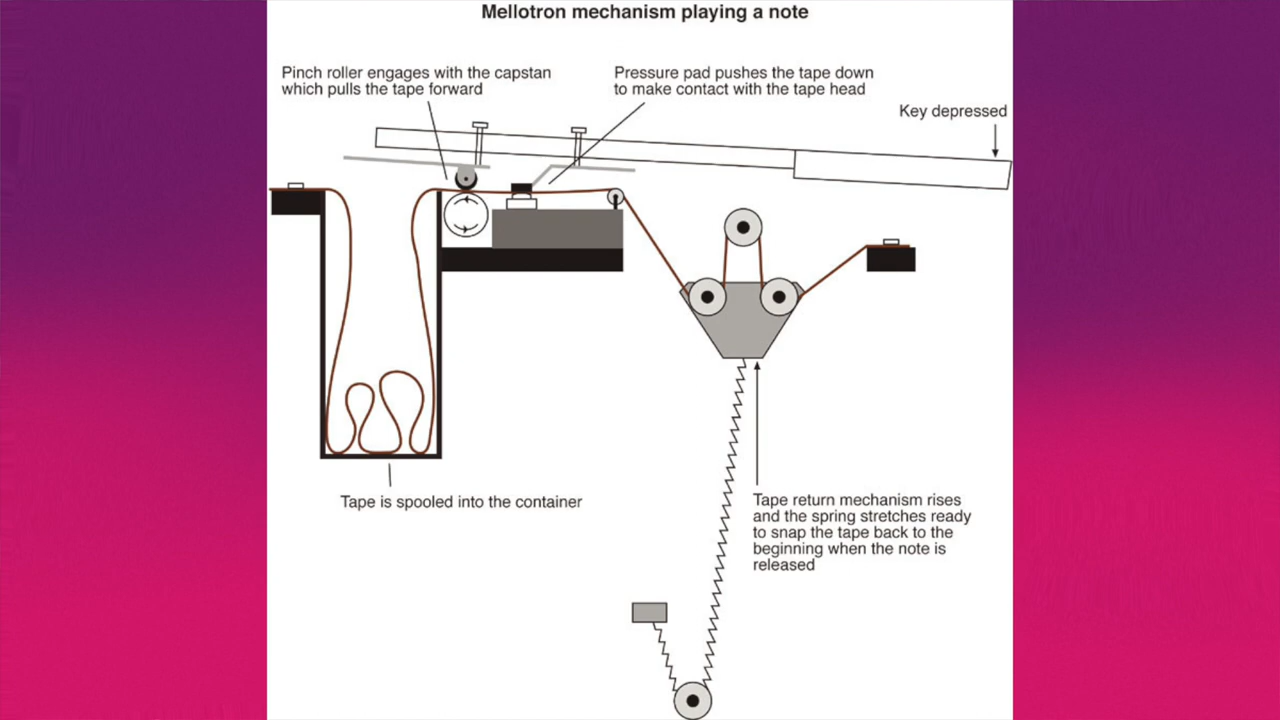 Mellotron mechanism playing a note
Pinch roller engages with the capstan
which pulls the tape forward
Pressure pad pushes the tape down
to make contact with the tape head
Key depressed
Tape is spooled into the container
Tape return mechanism rises
and the spring stretches ready
to snap the tape back to the
beginning when the note is
released